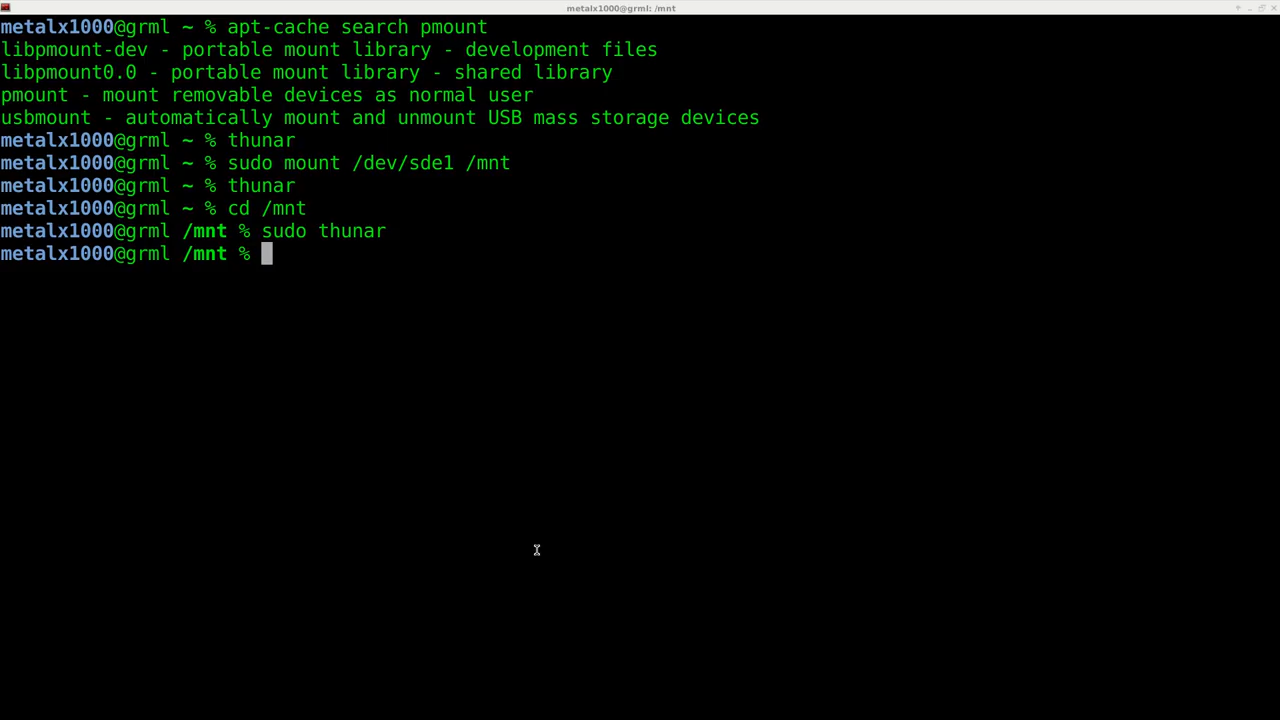 metalx1000@grml: /mnt
metalx1000@grml ~ % apt-cache search pmount
libpmount-dev - portable mount library - development files
libpmount0.0 - portable mount library - shared library
pmount - mount removable devices as normal user
usbmount - automatically mount and unmount USB mass storage devices
metalx1000@grml ~ % thunar
metalx1000@grml ~ % sudo mount /dev/sde1 /mnt
metalx1000@grml ~ % thunar
metalx1000@grml ~ % cd /mnt
metalx1000@grml /mnt % sudo thunar
metalx1000@grml /mnt %